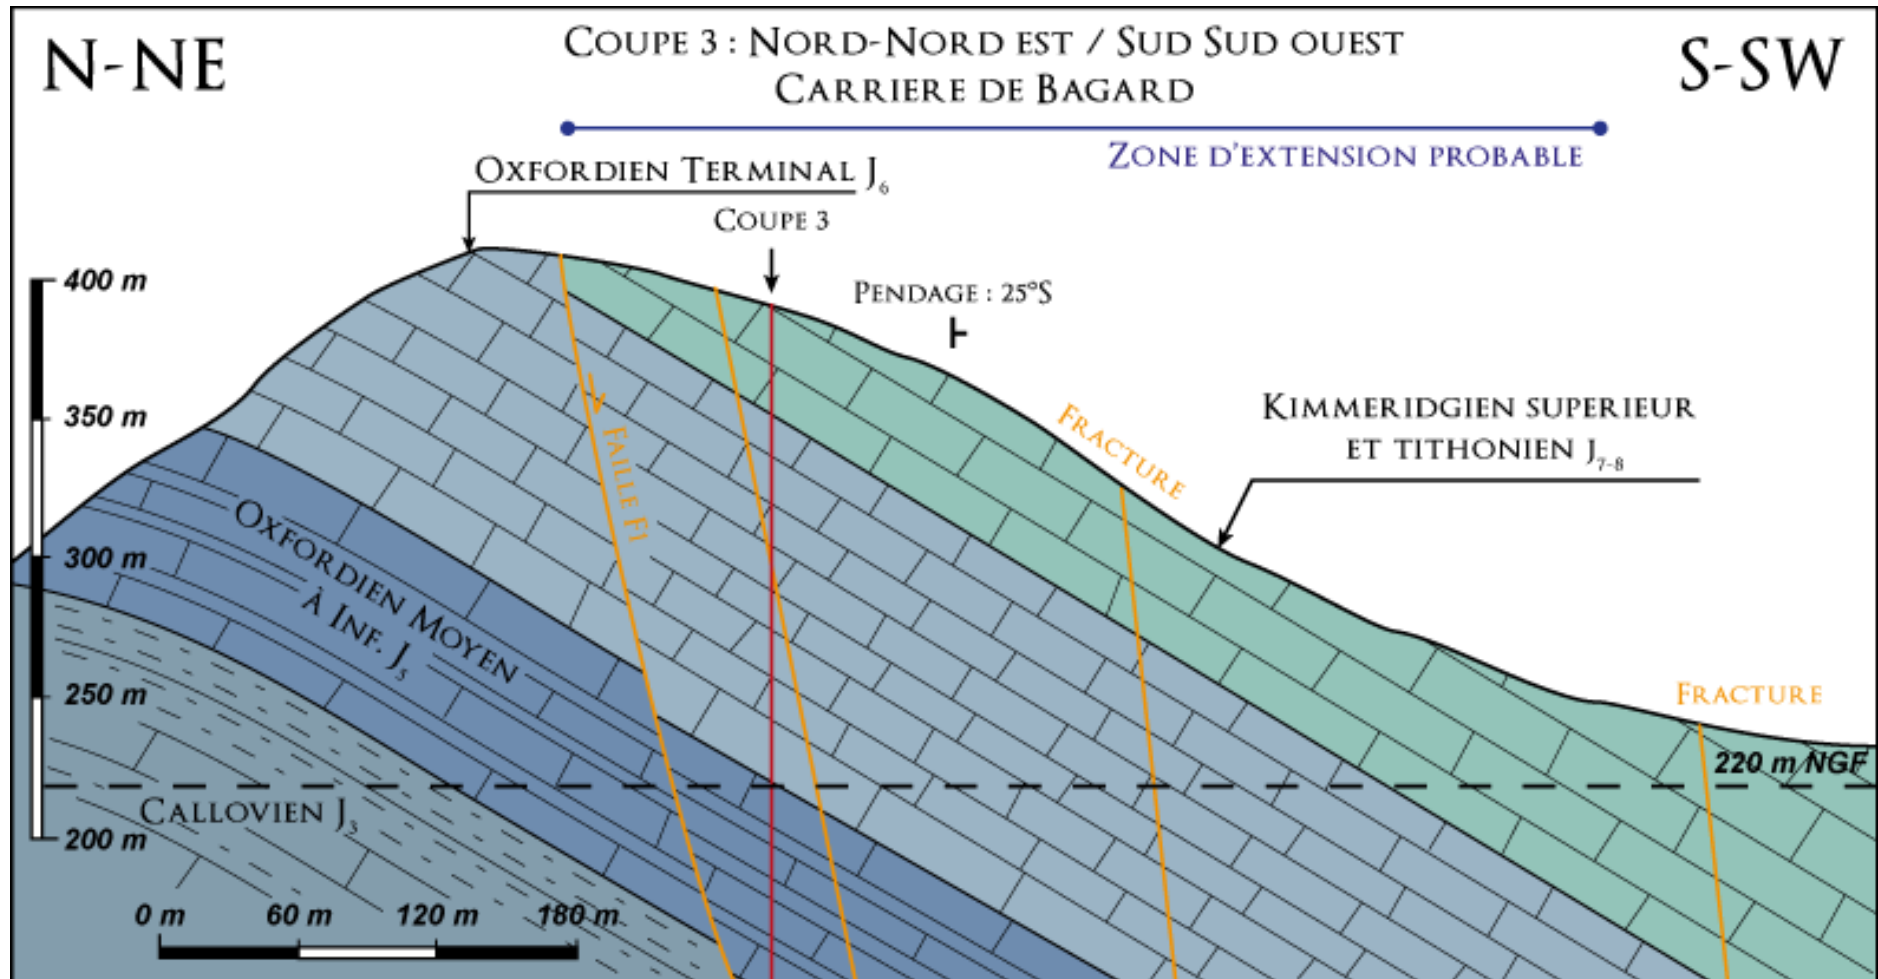 N-NE
Coupe 3 : Nord-Nord est / Sud Sud ouest
Carriere de Bagard
S-SW
Zone d'extension probable
Oxfordien Terminal J6
Coupe 3
Pendage : 25°S
400 m
350 m
300 m
250 m
200 m
Kimmeridgien superieur
et tithonien J7-8
Fracture
Faille F1
Oxfordien Moyen
à Inf. J5
Fracture
220 m NGF
Callovien J3
0 m 60 m 120 m 180 m